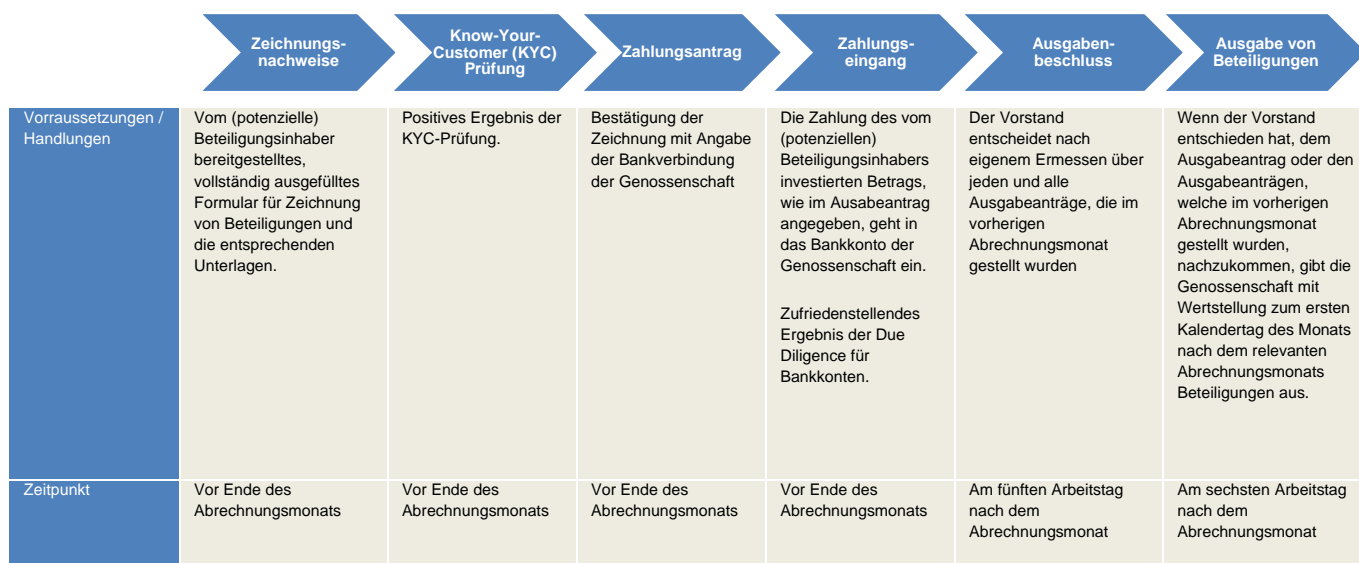 Zeichnungs-
nachweise
Know-Your-
Customer (KYC)
Prüfung
Zahlungsantrag
Zahlungs-
eingang
Ausgaben-
beschluss
Ausgabe von
Beteiligungen
Vorraussetzungen /
Handlungen
Vom (potenzielle)
Beteiligungsinhaber
bereitgestelltes,
vollständig ausgefülltes
Formular für Zeichnung
von Beteiligungen und
die entsprechenden
Unterlagen.
Positives Ergebnis der
KYC-Prüfung.
Bestätigung der
Zeichnung mit Angabe
der Bankverbindung
der Genossenschaft
Die Zahlung des vom
(potenziellen)
Beteiligungsinhabers
investierten Betrags,
wie im Ausabeantrag
angegeben, geht in
das Bankkonto der
Genossenschaft ein.
Zufriedenstellendes
Ergebnis der Due
Diligence für
Bankkonten.
Der Vorstand
entscheidet nach
eigenem Ermessen über
jeden und alle
Ausgabeanträge, die im
vorherigen
Abrechnungsmonat
gestellt wurden
Wenn der Vorstand
entschieden hat, dem
Ausgabeantrag oder den
Ausgabeanträgen,
welche im vorherigen
Abrechnungsmonat
gestellt wurden,
nachzukommen, gibt die
Genossenschaft mit
Wertstellung zum ersten
Kalendertag des Monats
nach dem relevanten
Abrechnungsmonats
Beteiligungen aus.
Zeitpunkt
Vor Ende des
Abrechnungsmonats
Vor Ende des
Abrechnungsmonats
Vor Ende des
Abrechnungsmonats
Vor Ende des
Abrechnungsmonats
Am fünften Arbeitstag
nach dem
Abrechnungsmonat
Am sechsten Arbeitstag
nach dem
Abrechnungsmonat